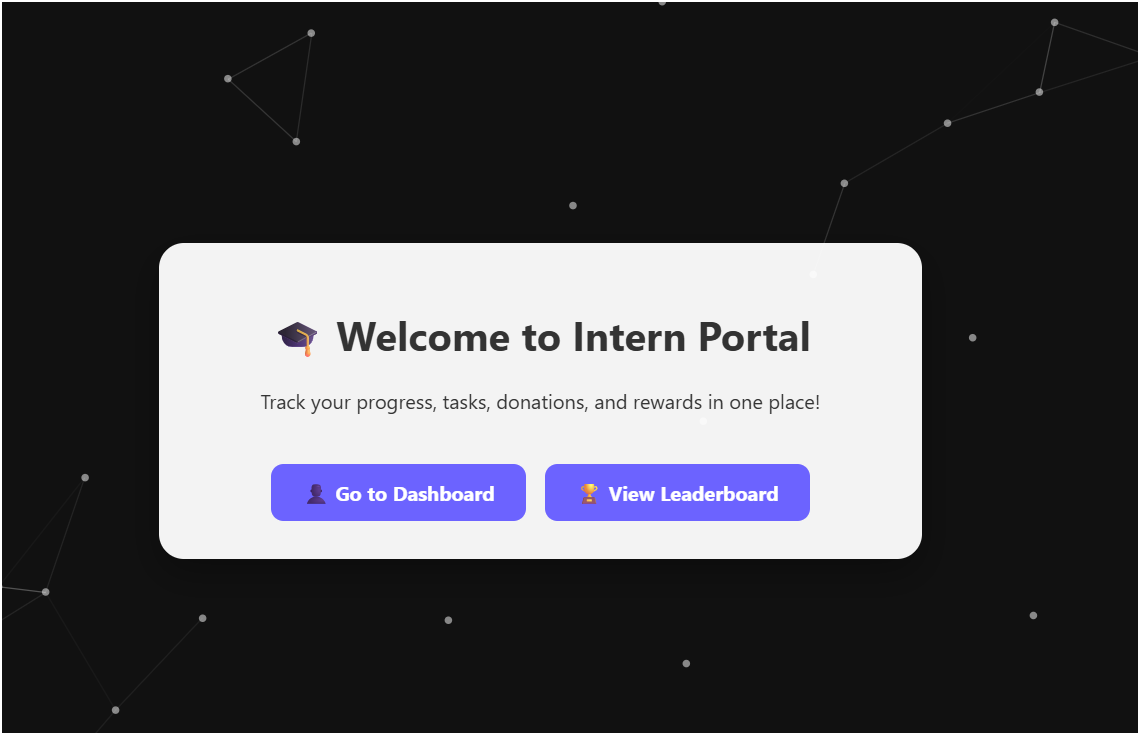 🎓 Welcome to Intern Portal
Track your progress, tasks, donations, and rewards in one place!
👤 Go to Dashboard
🏆 View Leaderboard